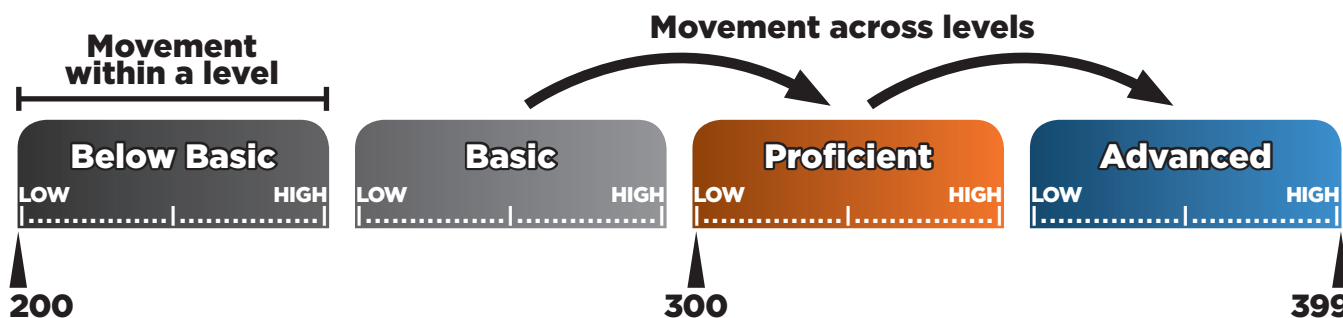 Movement across levels
Movement
within a level
Below Basic
LOW HIGH
Basic
LOW HIGH
Proficient
LOW HIGH
Advanced
LOW HIGH
200
300
399